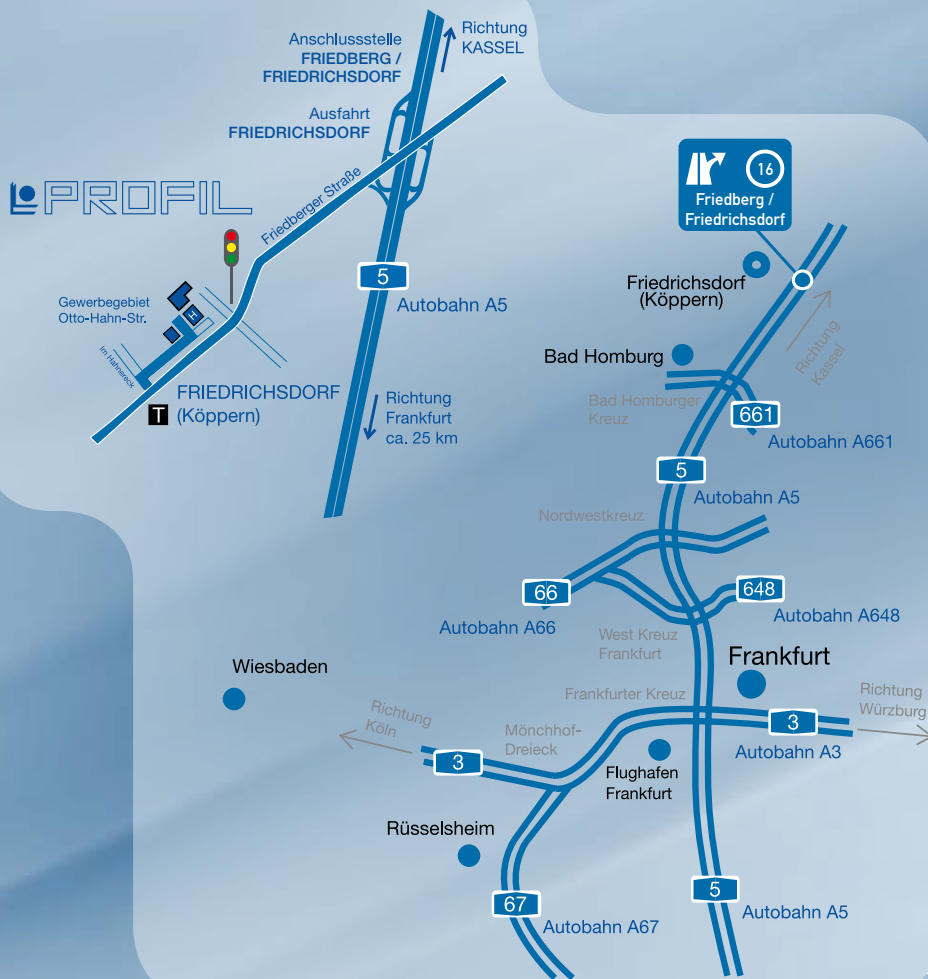 Richtung
KASSEL
Anschlussstelle
FRIEDBERG /
FRIEDRICHSDORF
Ausfahrt
FRIEDRICHSDORF
PROFIL
Friedberger Straße
5
Autobahn A5
Gewerbegebiet
Otto-Hahn-Str.
H
Im Hahnereck
T
FRIEDRICHSDORF
(Köppern)
Richtung
Frankfurt
ca. 25 km
16
Friedberg /
Friedrichsdorf
Friedrichsdorf
(Köppern)
Richtung
Kassel
Bad Homburg
Bad Homburger
Kreuz
661
Autobahn A661
5
Autobahn A5
Nordwestkreuz
66
Autobahn A66
648
Autobahn A648
West Kreuz
Frankfurt
Frankfurt
Wiesbaden
Frankfurter Kreuz
Richtung
Würzburg
Richtung
Köln
Mönchhof-
Dreieck
3
3
Autobahn A3
Flughafen
Frankfurt
Rüsselsheim
67
Autobahn A67
5
Autobahn A5